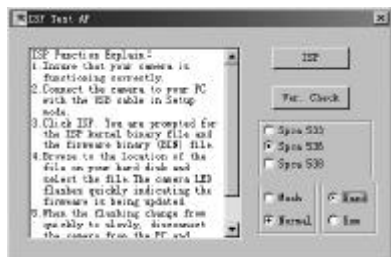 ISP Test AP
ISP Function Explain:
1.Insure that your camera is
functioning correctly.
2.Connect the camera to your PC
with the USB cable in Setup
mode.
3.Click ISP. You are prompted for
the ISP kernal binary file and
the firmware binary (BIN) file.
4.Browse to the location of the
file on your hard disk and
select the file.The camera LED
flashes quickly indicating the
firmware is being updated
5.When the flashing change from
quickly to slowly, disconnect
the camera from the PC and
ISP
Ver. Check
Spca 533
Spca 536
Spca 538
Mask
Normal
Nand